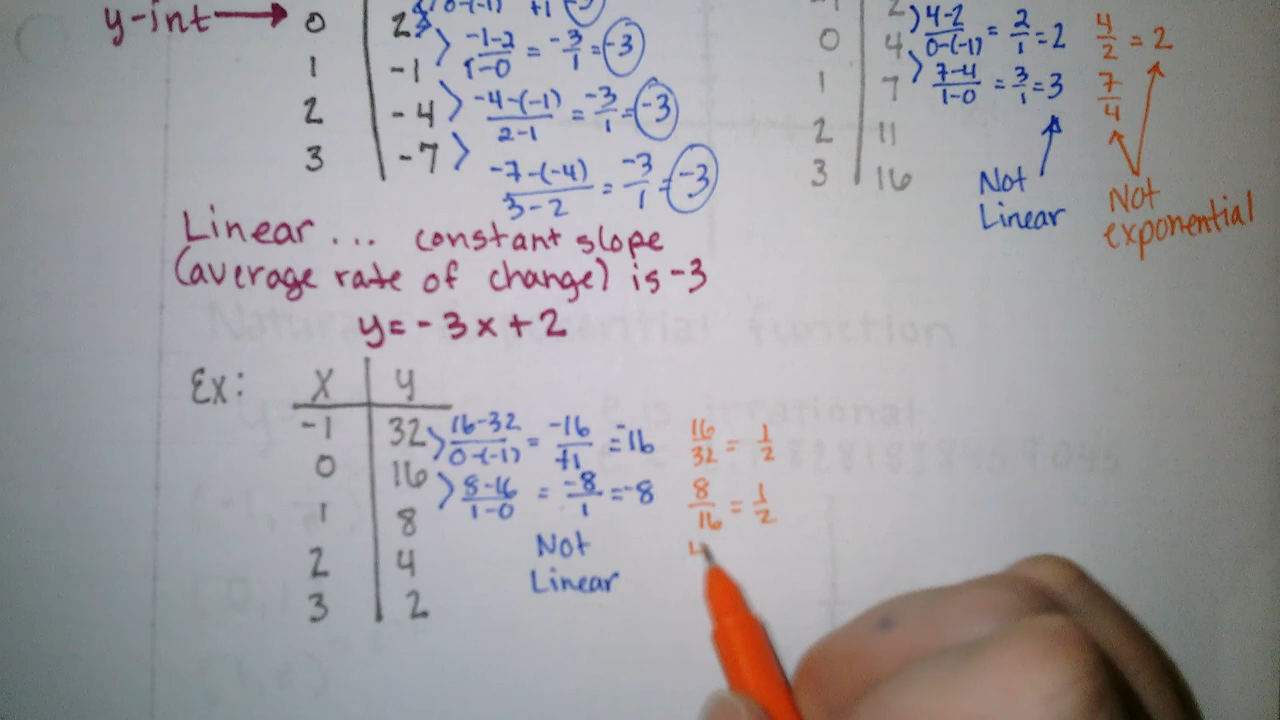 y-int → 0 | 2
-1-2/1-0 = -3/1 = -3
1 | -1
-4-(-1)/2-1 = -3/1 = -3
2 | -4
3 | -7
-7-(-4)/3-2 = -3/1 = -3
Linear ... constant slope
(average rate of change) is -3
y = -3x + 2
-1 | 2
4-2/0-(-1) = 2/1 = 2
4/2 = 2
0 | 4
7-4/1-0 = 3/1 = 3
7/4
1 | 7
2 | 11
3 | 16
Not
Linear
Not
exponential
Ex: x | y
-1 | 32
16-32/0-(-1) = -16/+1 = -16
16/32 = 1/2
0 | 16
8-16/1-0 = -8/1 = -8
8/16 = 1/2
1 | 8
2 | 4
3 | 2
Not
Linear
4